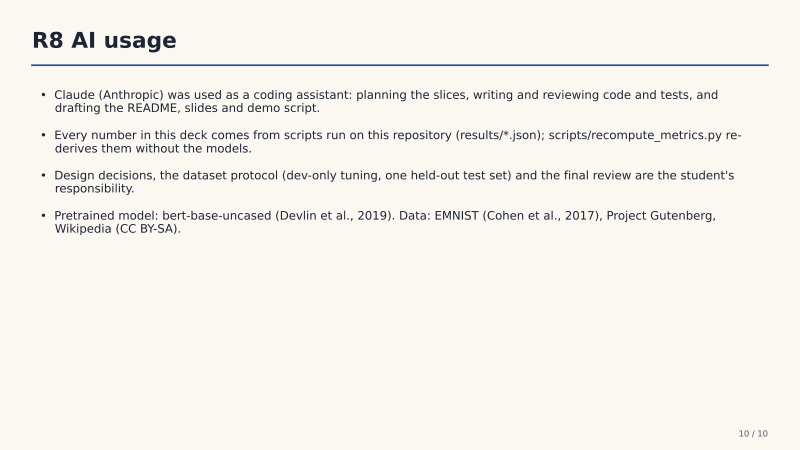 R8 AI usage
• Claude (Anthropic) was used as a coding assistant: planning the slices, writing and reviewing code and tests, and
drafting the README, slides and demo script.
• Every number in this deck comes from scripts run on this repository (results/*.json); scripts/recompute_metrics.py re-
derives them without the models.
• Design decisions, the dataset protocol (dev-only tuning, one held-out test set) and the final review are the student's
responsibility.
• Pretrained model: bert-base-uncased (Devlin et al., 2019). Data: EMNIST (Cohen et al., 2017), Project Gutenberg,
Wikipedia (CC BY-SA).
10 / 10